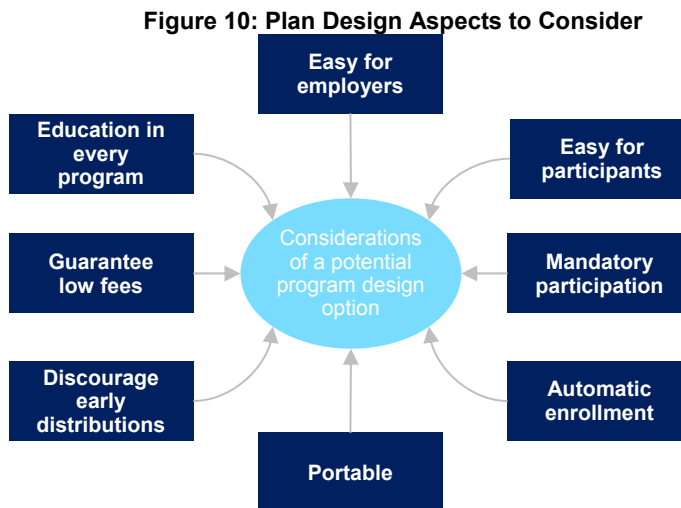 Figure 10: Plan Design Aspects to Consider
Easy for
employers
Education in
every
program
Easy for
participants
Considerations
of a potential
program design
option
Guarantee
low fees
Mandatory
participation
Discourage
early
distributions
Automatic
enrollment
Portable